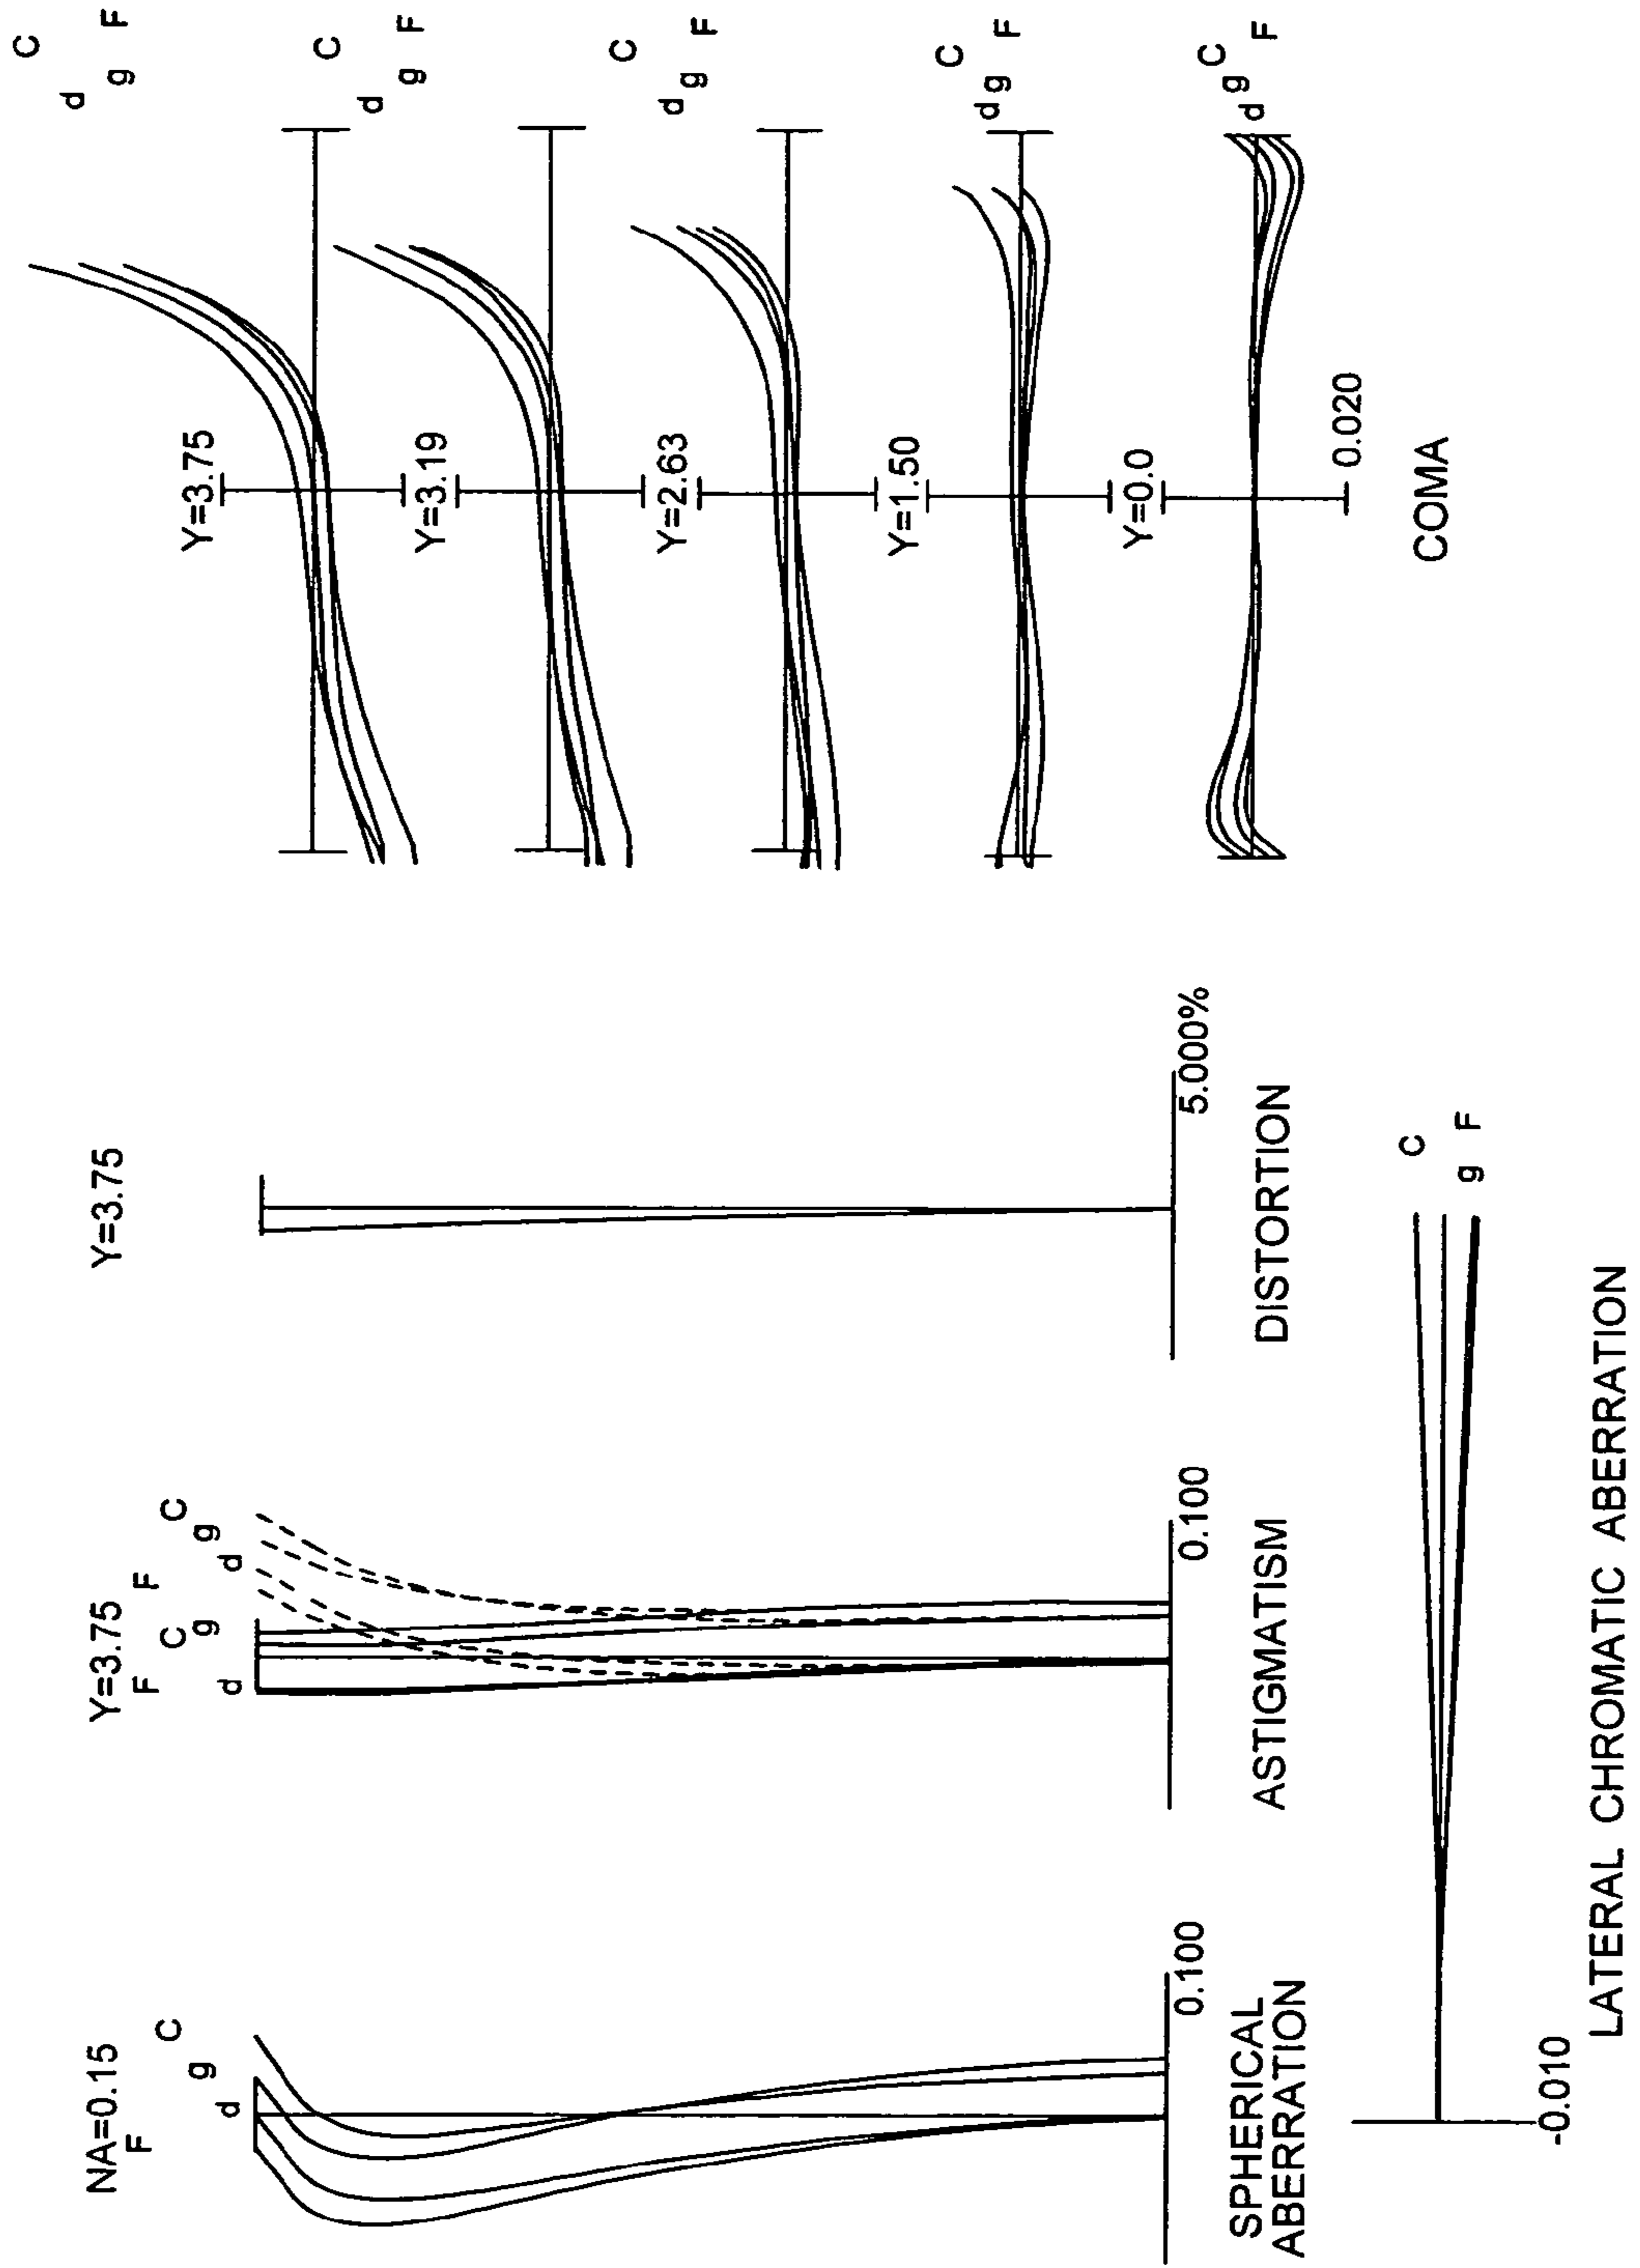 NA=0.15
F
d
g
C
0.100
SPHERICAL
ABERRATION
Y=3.75
F
d
C
g
F
d
g
C
0.100
ASTIGMATISM
Y=3.75
5.000%
DISTORTION
Y=3.75
d
C
g
F
Y=3.19
d
C
g
F
Y=2.63
d
C
g
F
Y=1.50
d
g
C
F
Y=0.0
d
g
C
F
0.020
COMA
-0.010
C
g
F
LATERAL CHROMATIC ABERRATION